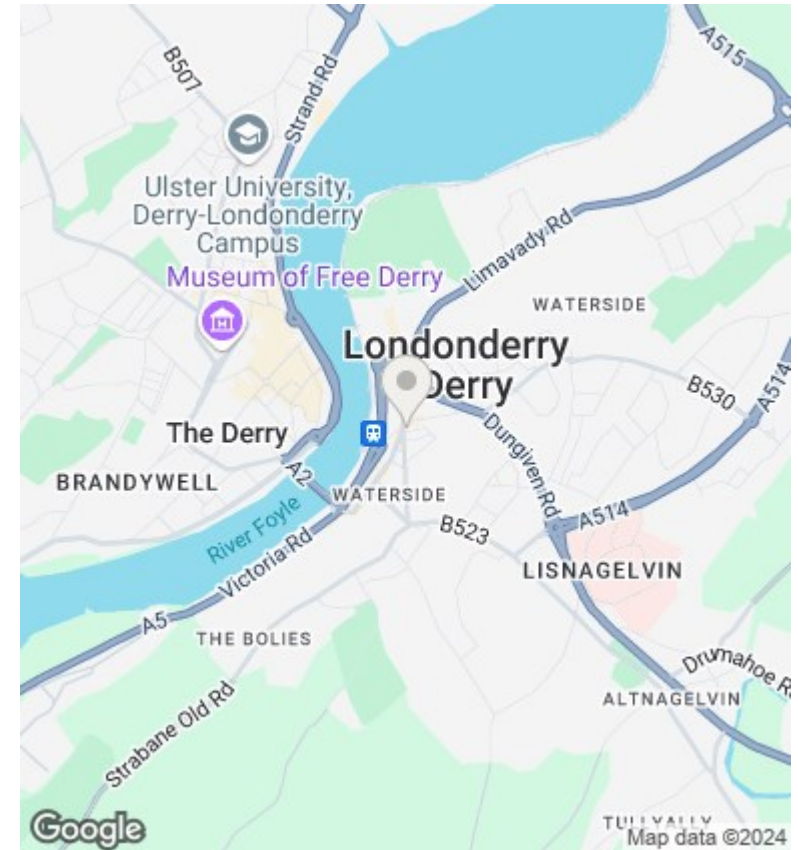 A515
B507
Strand Rd
Ulster University,
Derry-Londonderry
Campus
Limavady Rd
Museum of Free Derry
WATERSIDE
Londonderry
Derry
B530
A514
The Derry
Dungiven Rd
A2
BRANDYWELL
WATERSIDE
River Foyle
A514
B523
Victoria Rd
LISNAGELVIN
A5
THE BOLIES
Drumahoe
Strabane Old Rd
ALTNAGELVIN
TULLYALLY
Google
Map data ©2024